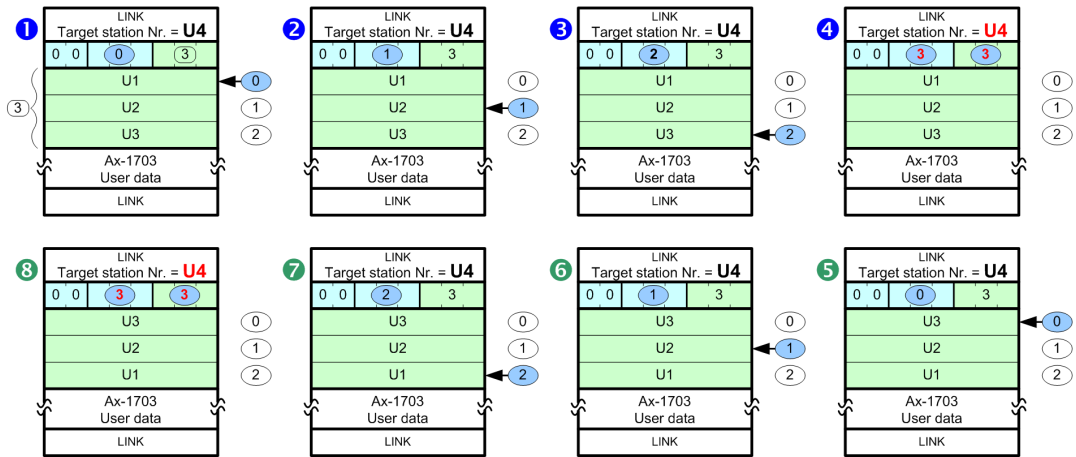 1
LINK
Target station Nr. = U4
0 0 0 3
U1 0
3 U2 1
U3 2
Ax-1703
User data
LINK
2
LINK
Target station Nr. = U4
0 0 1 3
U1 0
U2 1
U3 2
Ax-1703
User data
LINK
3
LINK
Target station Nr. = U4
0 0 2 3
U1 0
U2 1
U3 2
Ax-1703
User data
LINK
4
LINK
Target station Nr. = U4
0 0 3 3
U1 0
U2 1
U3 2
Ax-1703
User data
LINK
8
LINK
Target station Nr. = U4
0 0 3 3
U3 0
U2 1
U1 2
Ax-1703
User data
LINK
7
LINK
Target station Nr. = U4
0 0 2 3
U3 0
U2 1
U1 2
Ax-1703
User data
LINK
6
LINK
Target station Nr. = U4
0 0 1 3
U3 0
U2 1
U1 2
Ax-1703
User data
LINK
5
LINK
Target station Nr. = U4
0 0 0 3
U3 0
U2 1
U1 2
Ax-1703
User data
LINK